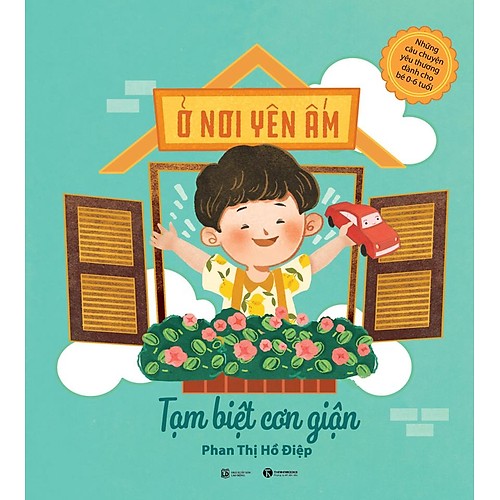 Những
câu chuyện
yêu thương
dành cho
bé 0-6 tuổi
Ở NƠI YÊN ẤM
Tạm biệt cơn giận
Phan Thị Hồ Điệp
THAIHABOOKS